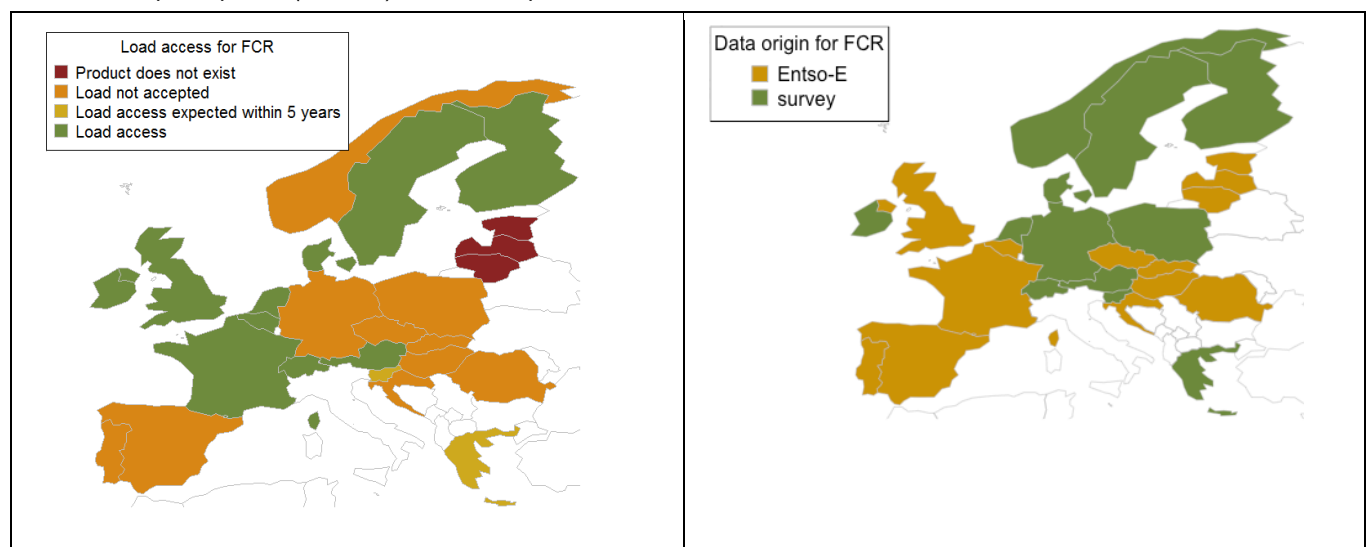 Load access for FCR
Product does not exist
Load not accepted
Load access expected within 5 years
Load access
Data origin for FCR
Entso-E
survey